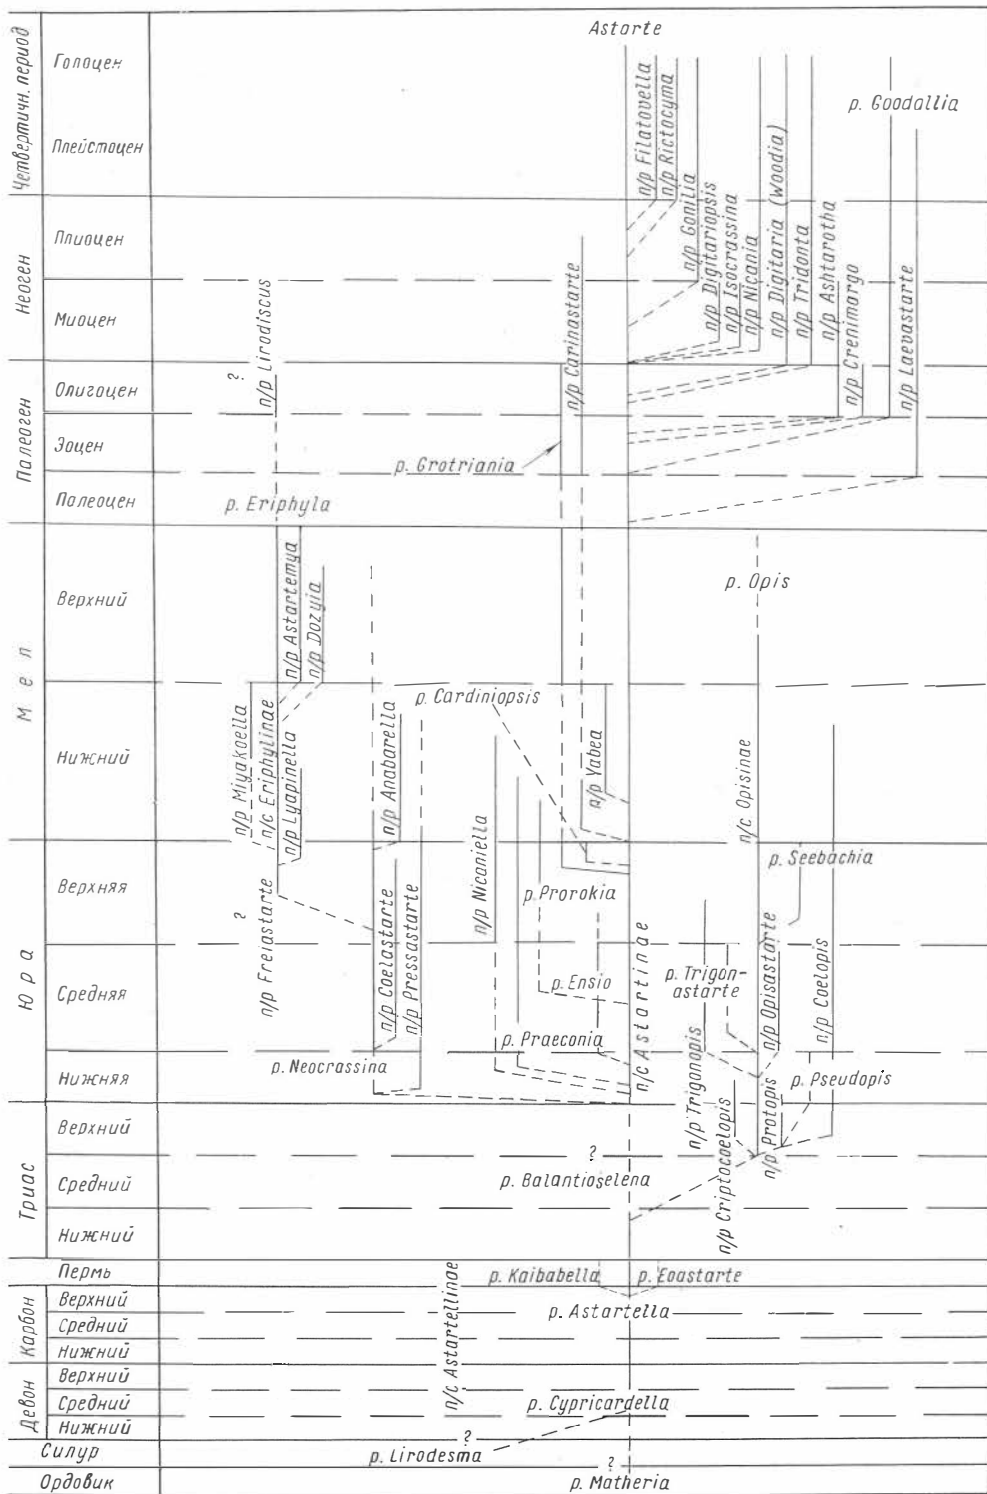 Astarte
Четвертичн. период
Голоцен
Плейстоцен
n/p Filatovella
n/p Rictocyma
n/p Gonilia
n/p Digitariopsis
n/p Isocrassina
n/p Nicania
n/p Digitaria (Woodia)
n/p Tridonta
n/p Ashtarotha
n/p Crenimargo
n/p Laevastarte
p. Goodallia
Неоген
Плиоцен
Миоцен
n/p Lirodiscus
?
n/p Carinastarte
Палеоген
Олигоцен
Эоцен
Палеоцен
p. Grotriania
p. Eriphyla
Мел
Верхний
n/p Astartemya
n/p Dozyia
p. Opis
Нижний
n/p Miyakoella
n/c Eriphylinae
n/p Lyapinella
n/p Anabarella
p. Cardiniopsis
n/p Yabea
n/c Opisinae
Юра
Верхняя
?
n/p Freiastarte
n/p Coelastarte
n/p Pressastarte
n/p Nicaniella
p. Prorokia
p. Seebachia
Средняя
p. Ensio
n/c Astartinae
p. Trigon-
astarte
n/p Opisastarte
n/p Coelopis
p. Praeconia
Нижняя
p. Neocrassina
n/p Trigonopis
n/p Protopis
p. Pseudopis
Триас
Верхний
?
Средний
p. Balantioselena
n/p Criptocoelopis
Нижний
Пермь
p. Kaibabella
p. Eoastarte
Карбон
Верхний
p. Astartella
Средний
Нижний
n/c Astartellinae
Девон
Верхний
Средний
p. Cypricardella
Нижний
?
Силур
p. Lirodesma
?
Ордовик
p. Matheria